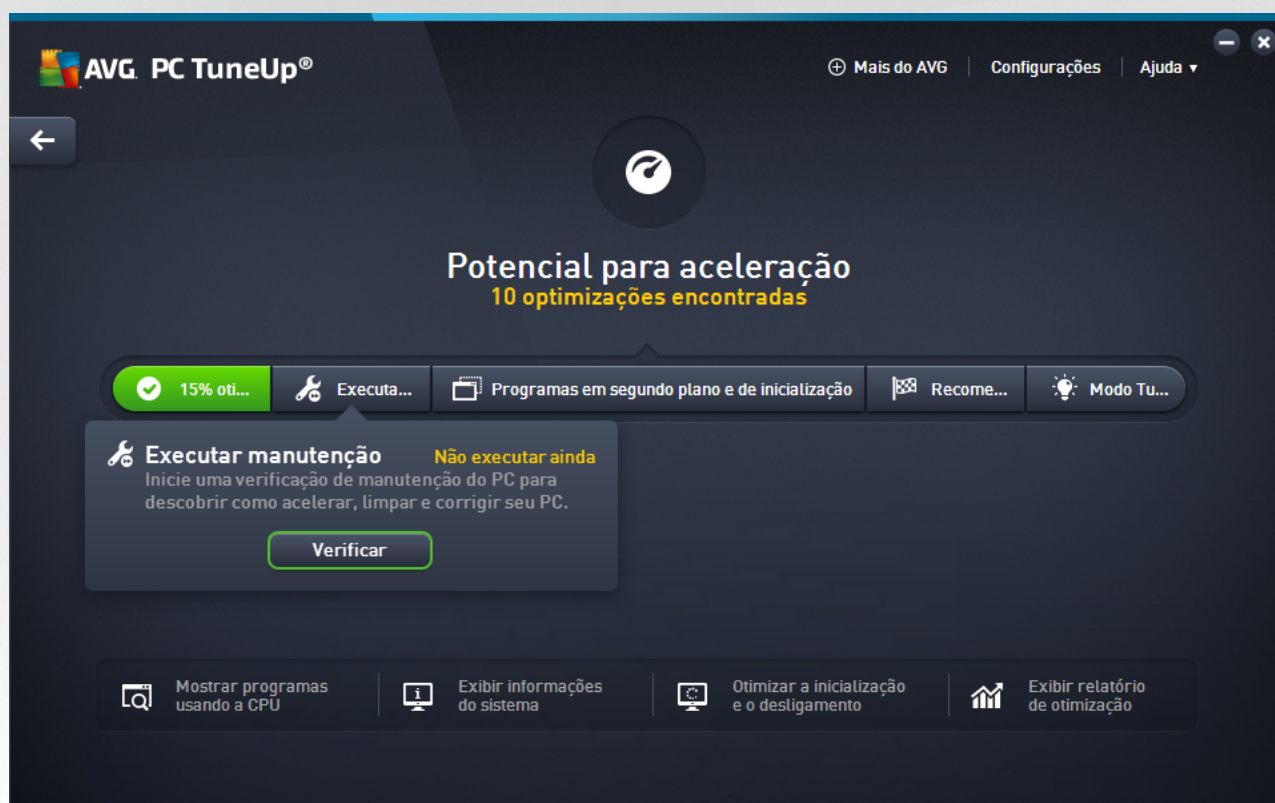 AVG. PC TuneUp®
Mais do AVG
Configurações
Ajuda
Potencial para aceleração
10 optimizações encontradas
15% oti...
Executa...
Programas em segundo plano e de inicialização
Recome...
Modo Tu...
Executar manutenção
Não executar ainda
Inicie uma verificação de manutenção do PC para
descobrir como acelerar, limpar e corrigir seu PC.
Verificar
Mostrar programas
usando a CPU
Exibir informações
do sistema
Otimizar a inicialização
e o desligamento
Exibir relatório
de otimização